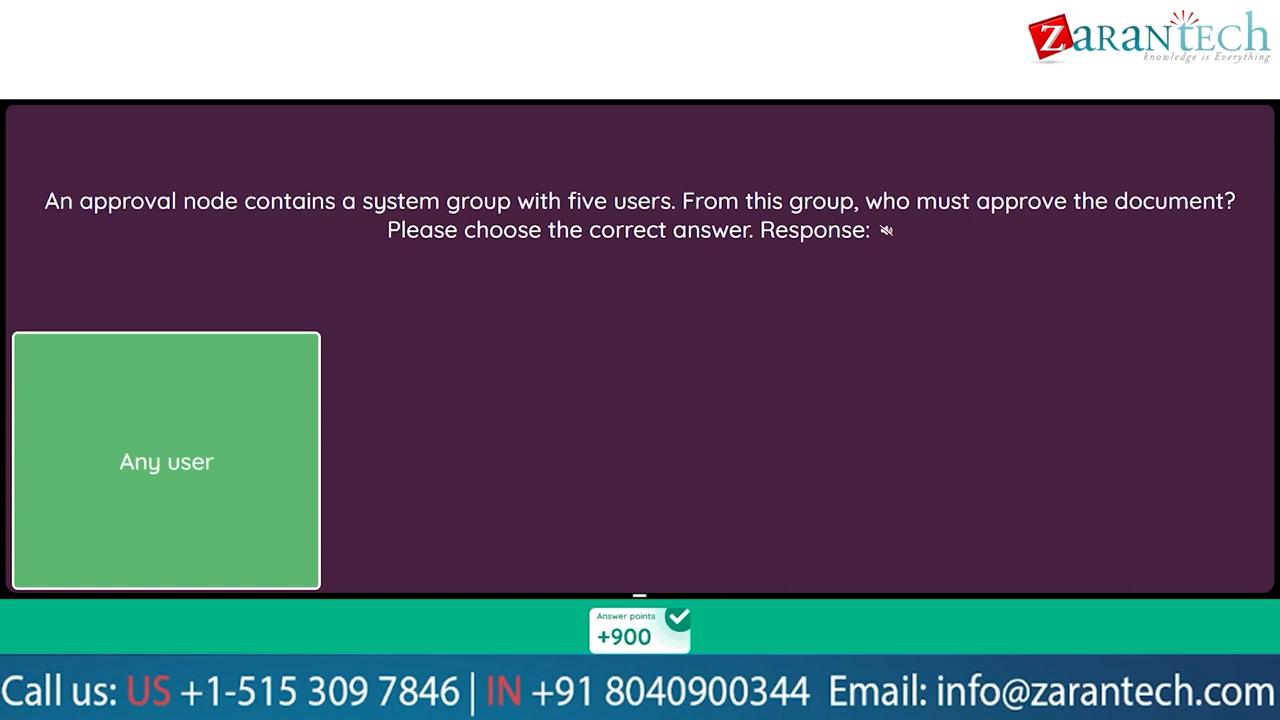 ZARANTECH
knowledge is Everything
An approval node contains a system group with five users. From this group, who must approve the document?
Please choose the correct answer. Response:
Any user
Answer points
+900
Call us: US +1-515 309 7846 | IN +91 8040900344 Email: info@zarantech.com